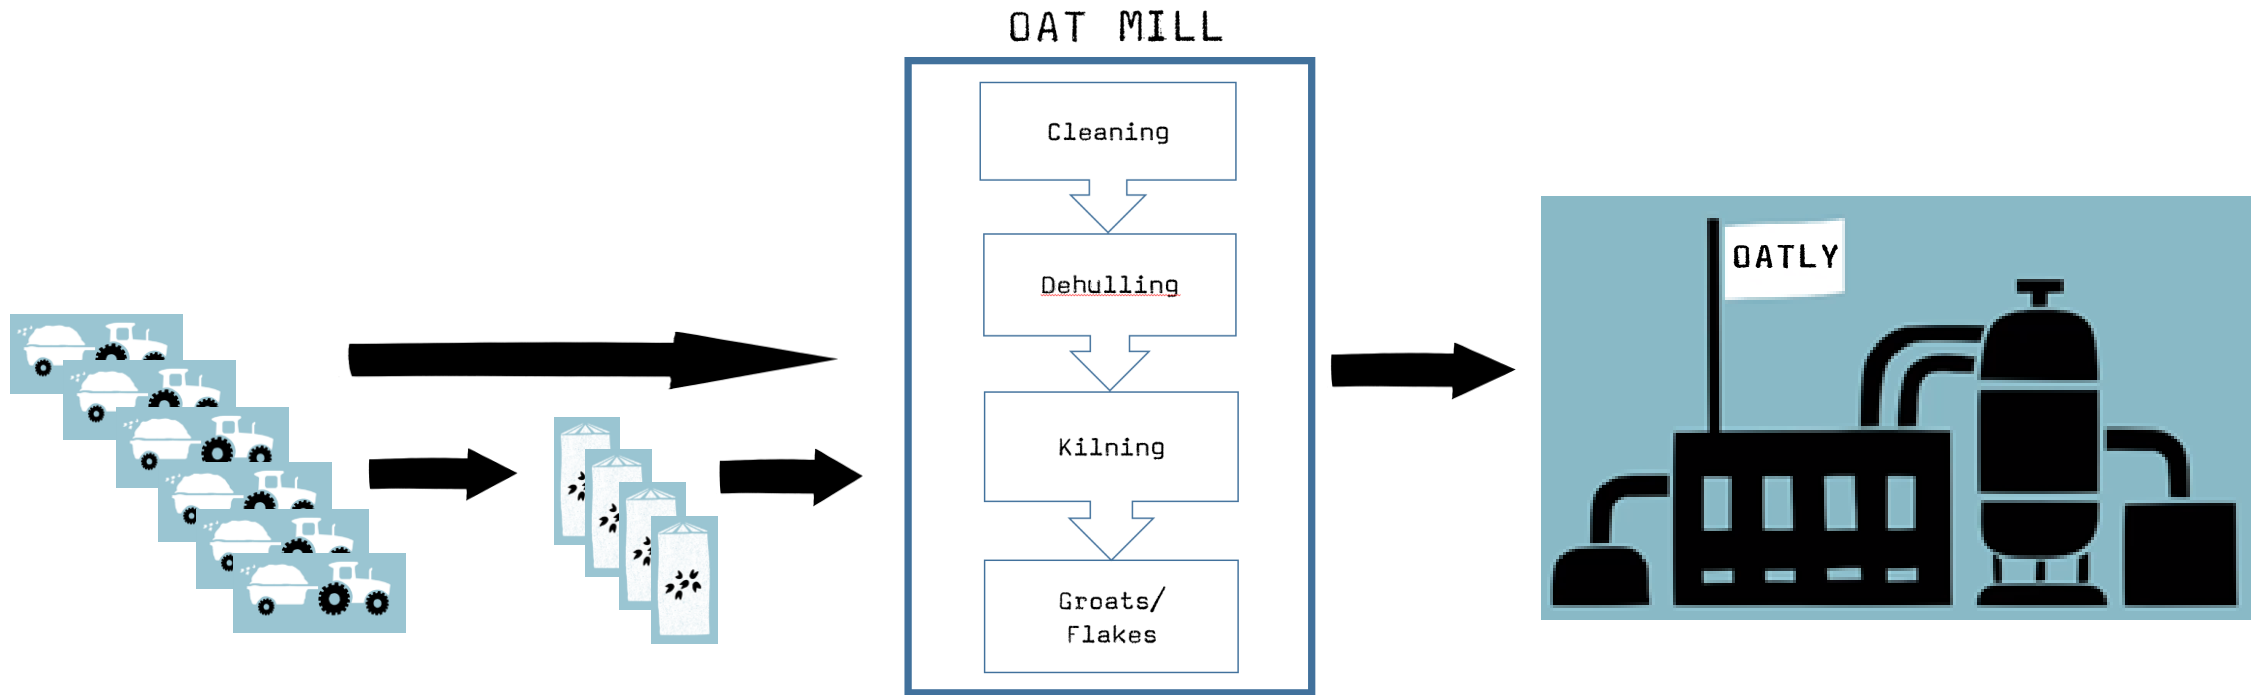 OAT MILL
Cleaning
Dehulling
Kilning
Groats/
Flakes
OATLY